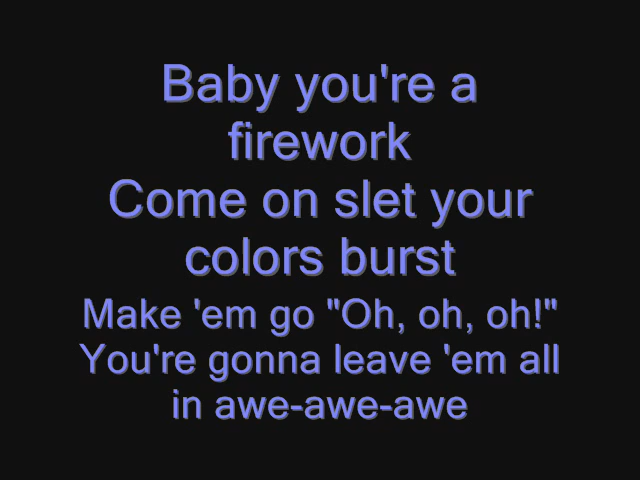 Baby you're a
firework
Come on slet your
colors burst
Make 'em go "Oh, oh, oh!"
You're gonna leave 'em all
in awe-awe-awe